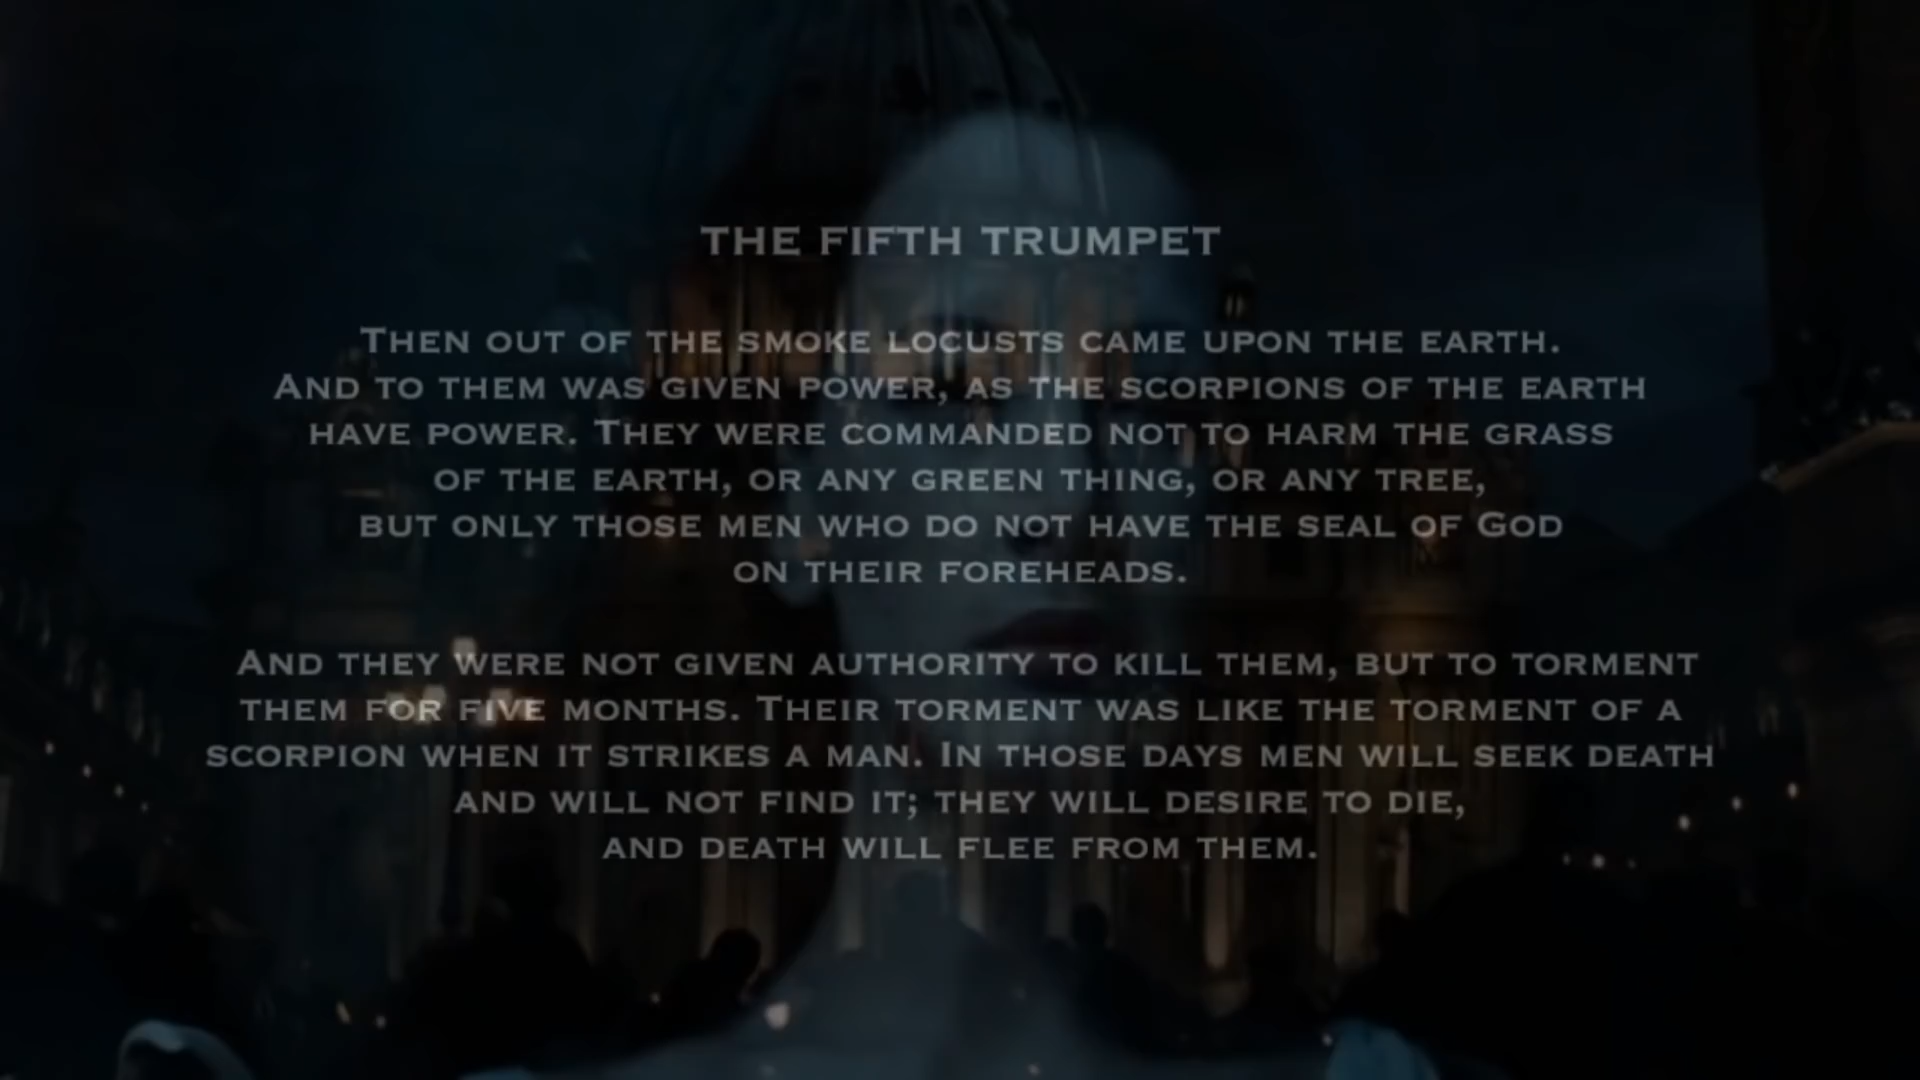 THE FIFTH TRUMPET
THEN OUT OF THE SMOKE LOCUSTS CAME UPON THE EARTH.
AND TO THEM WAS GIVEN POWER, AS THE SCORPIONS OF THE EARTH
HAVE POWER. THEY WERE COMMANDED NOT TO HARM THE GRASS
OF THE EARTH, OR ANY GREEN THING, OR ANY TREE,
BUT ONLY THOSE MEN WHO DO NOT HAVE THE SEAL OF GOD
ON THEIR FOREHEADS.
AND THEY WERE NOT GIVEN AUTHORITY TO KILL THEM, BUT TO TORMENT
THEM FOR FIVE MONTHS. THEIR TORMENT WAS LIKE THE TORMENT OF A
SCORPION WHEN IT STRIKES A MAN. IN THOSE DAYS MEN WILL SEEK DEATH
AND WILL NOT FIND IT; THEY WILL DESIRE TO DIE,
AND DEATH WILL FLEE FROM THEM.